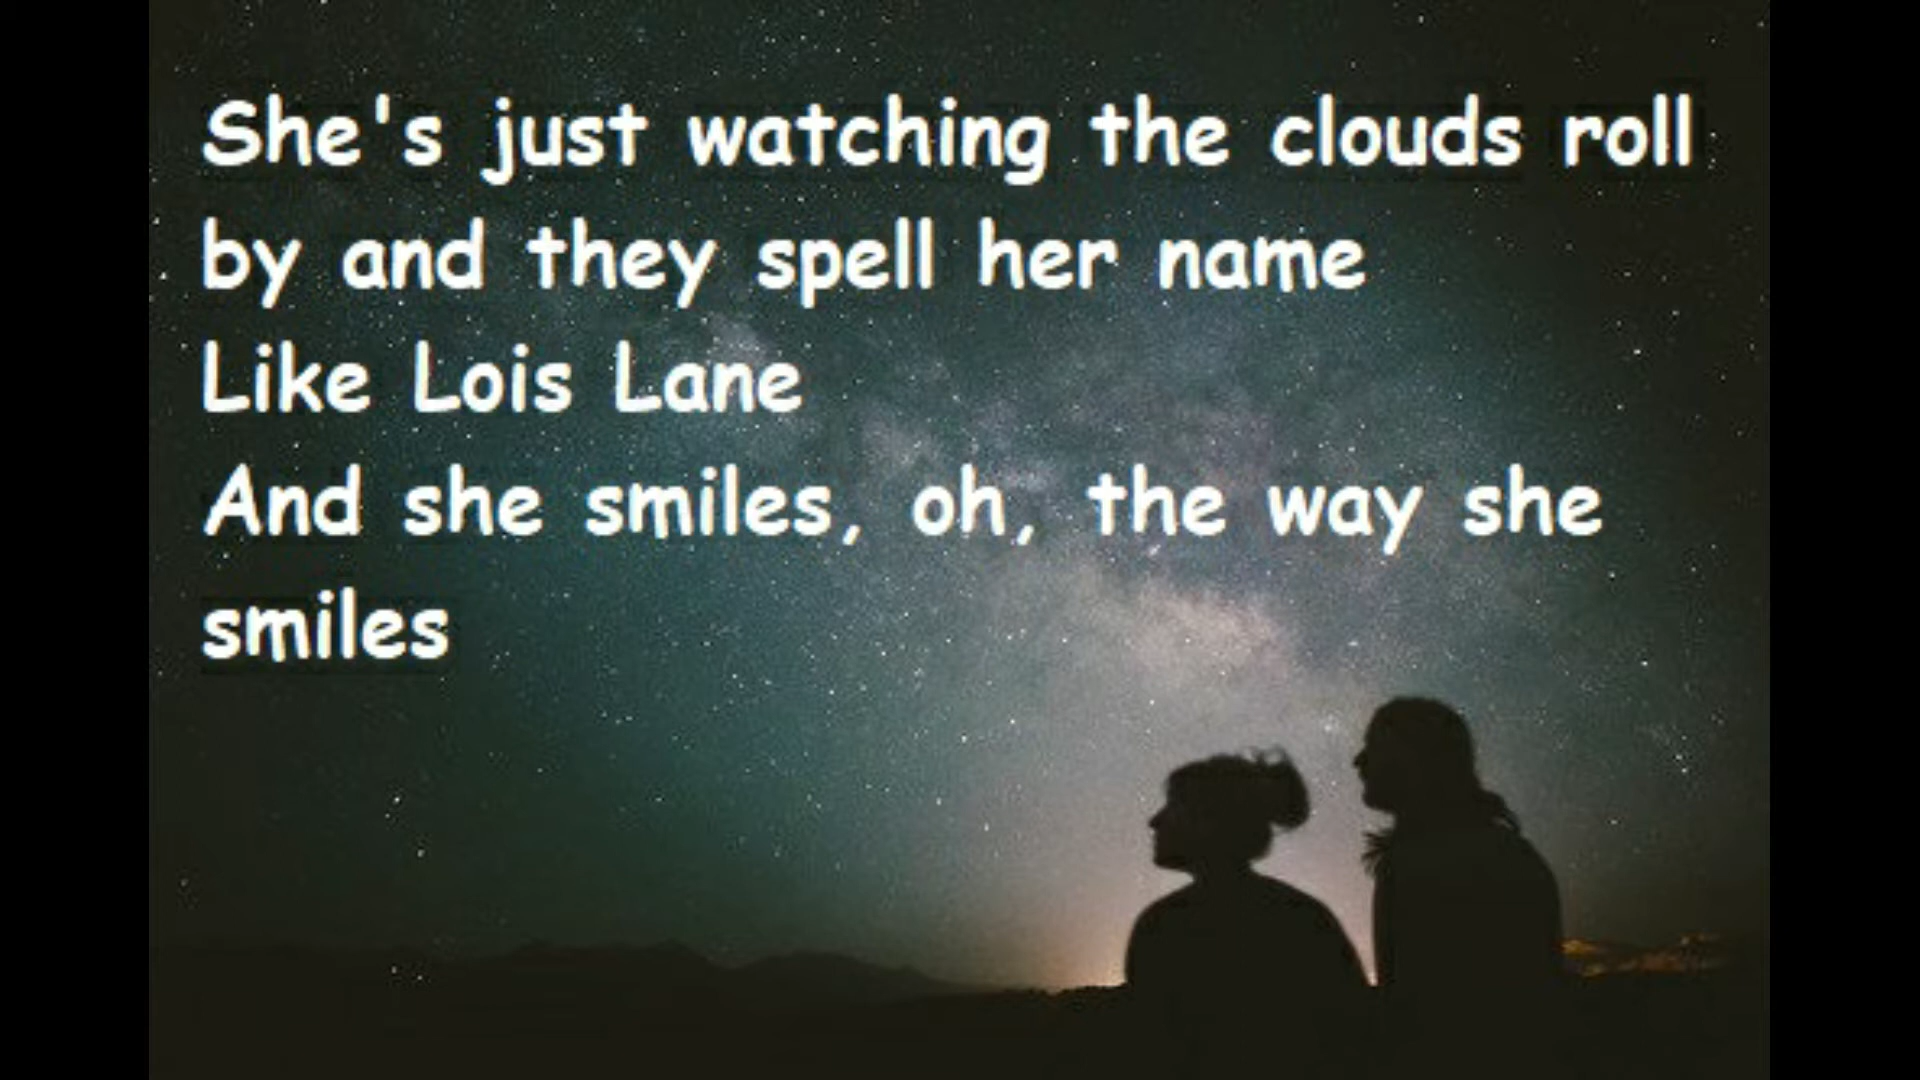 She's just watching the clouds roll
by and they spell her name
Like Lois Lane
And she smiles, oh, the way she
smiles